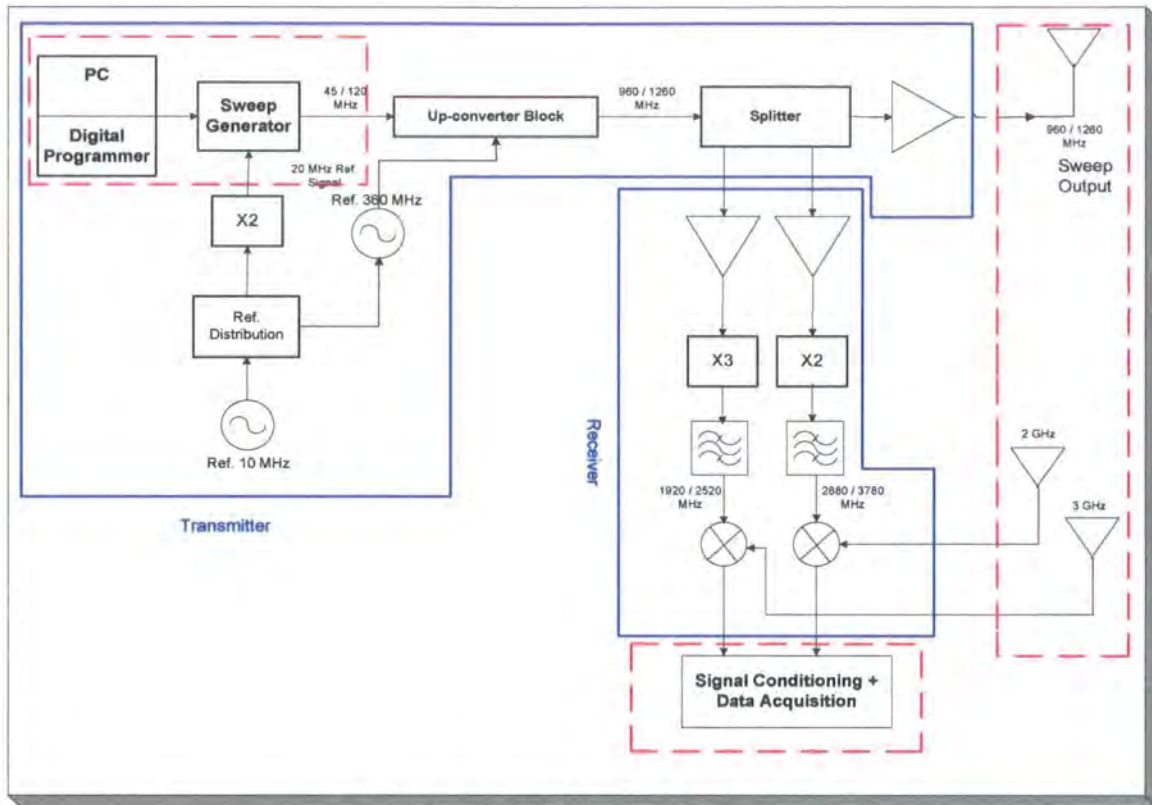 PC
Digital
Programmer
Sweep
Generator
45 / 120
MHz
Up-converter Block
960 / 1260
MHz
Splitter
960 / 1260
MHz
Sweep
Output
20 MHz Ref
Signal
Ref. 360 MHz
X2
Ref.
Distribution
Ref. 10 MHz
Transmitter
Receiver
X3
X2
1920 / 2520
MHz
2880 / 3780
MHz
2 GHz
3 GHz
Signal Conditioning +
Data Acquisition